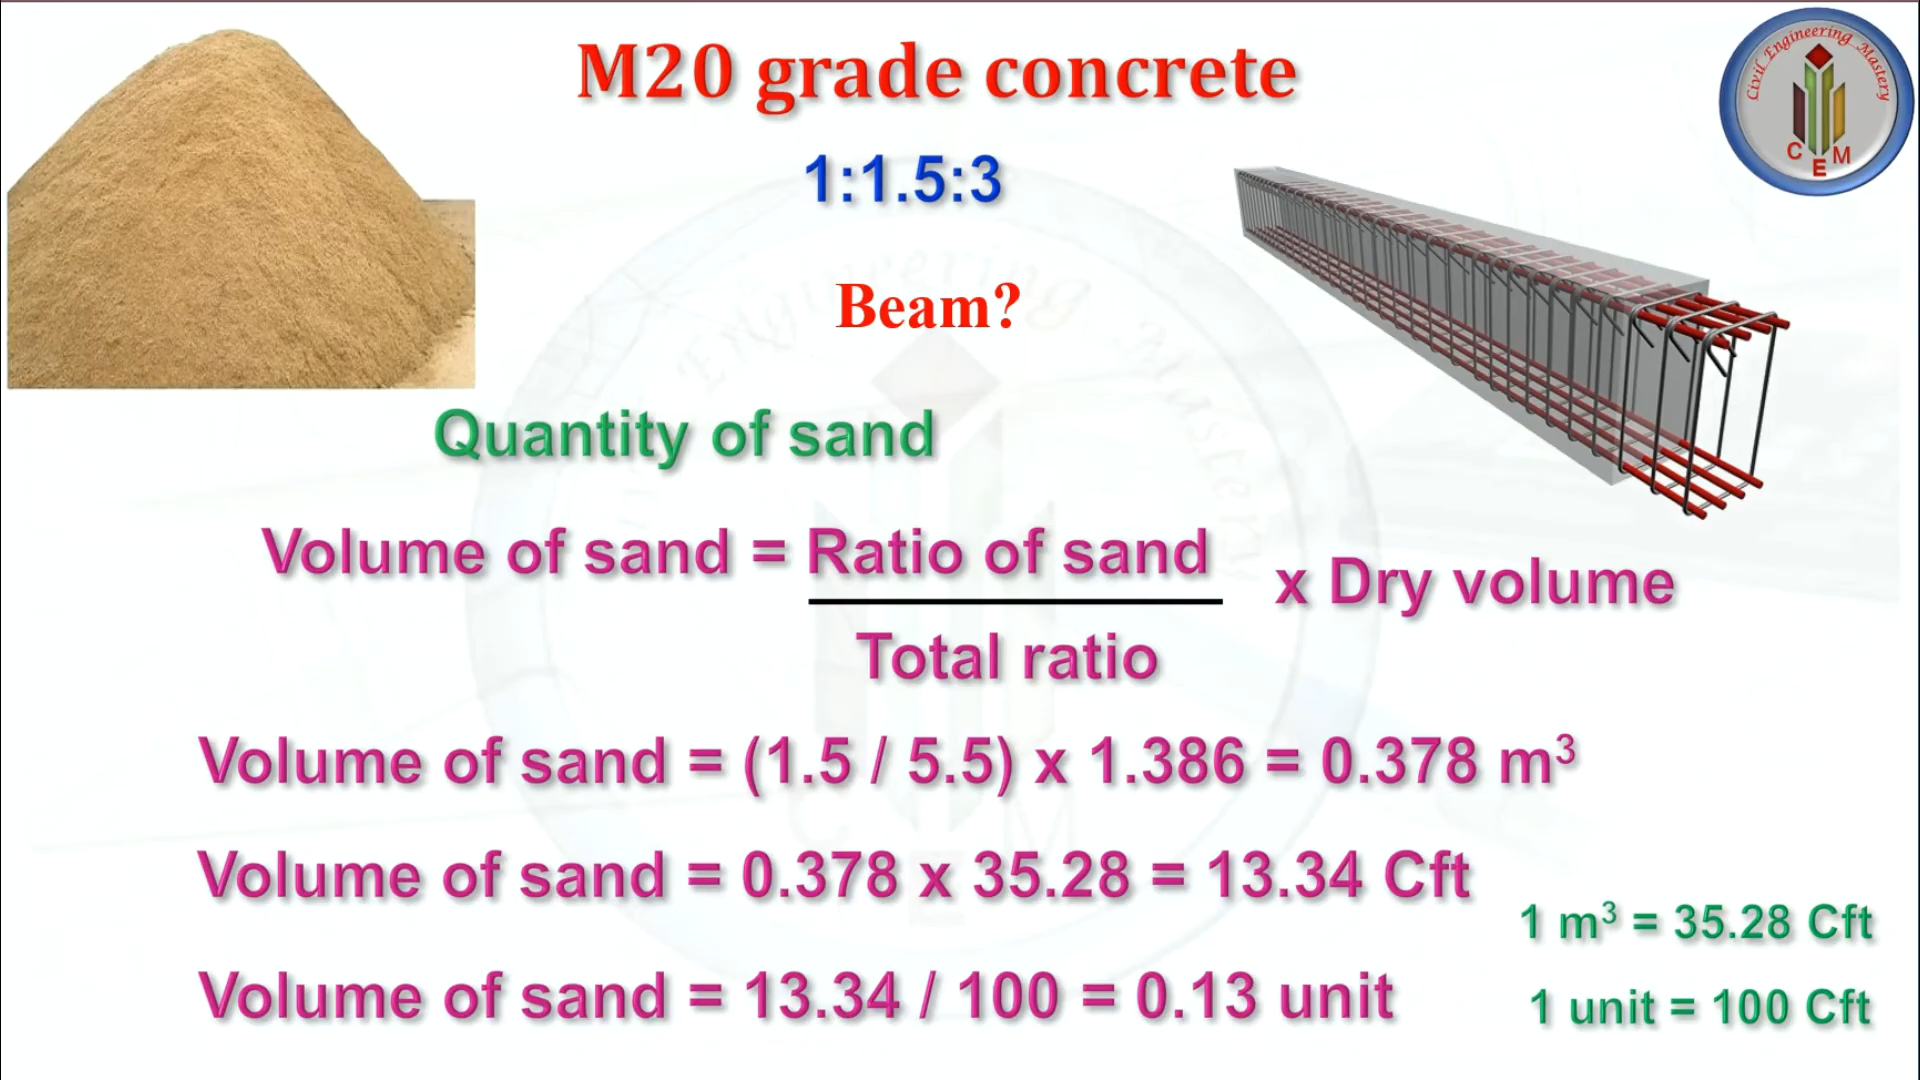 M20 grade concrete
Civil Engineering Mastery
C E M
1:1.5:3
Beam?
Quantity of sand
Volume of sand = Ratio of sand
x Dry volume
Total ratio
Volume of sand = (1.5 / 5.5) x 1.386 = 0.378 m³
Volume of sand = 0.378 x 35.28 = 13.34 Cft
1 m³ = 35.28 Cft
Volume of sand = 13.34 / 100 = 0.13 unit
1 unit = 100 Cft